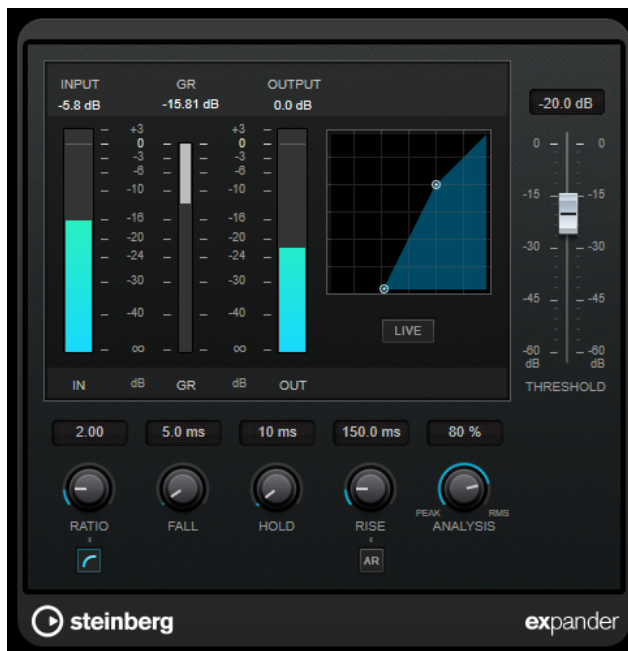 INPUT GR OUTPUT
-5.8 dB -15.81 dB 0.0 dB
-20.0 dB
+3 +3
0 0
-3 -3
-6 -6
-10 -10
-16 -16
-20 -20
-24 -24
-30 -30
-40 -40
∞ ∞
IN dB GR dB OUT
LIVE
0 0
-15 -15
-30 -30
-45 -45
-60 -60
dB dB
THRESHOLD
2.00 5.0 ms 10 ms 150.0 ms 80 %
PEAK RMS
RATIO FALL HOLD RISE ANALYSIS
AR
steinberg expander